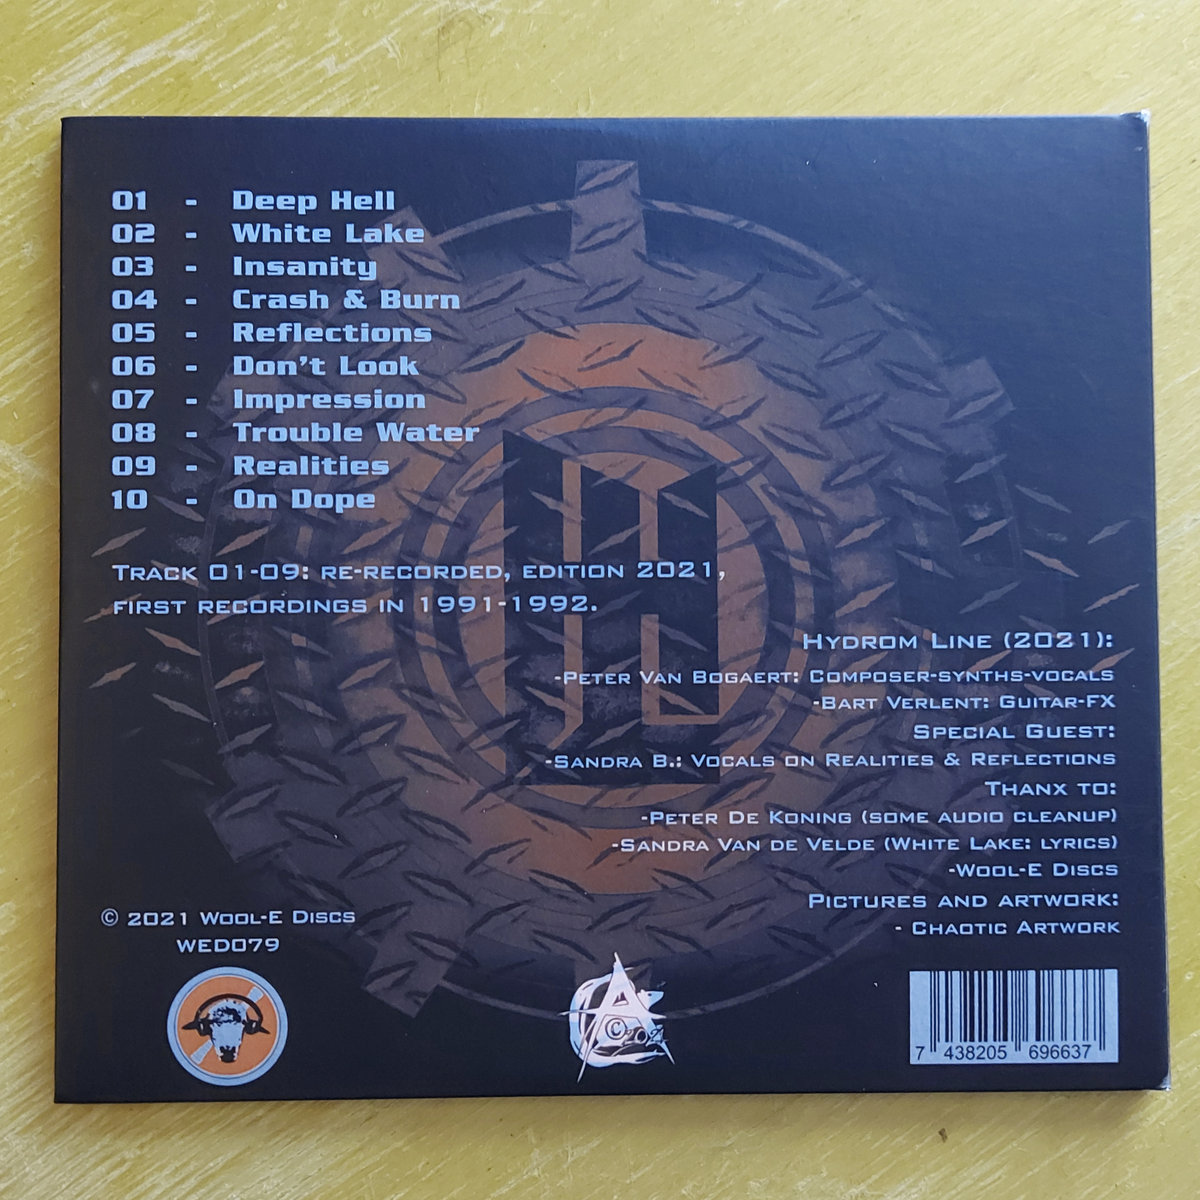 01 - Deep Hell
02 - White Lake
03 - Insanity
04 - Crash & Burn
05 - Reflections
06 - Don't Look
07 - Impression
08 - Trouble Water
09 - Realities
10 - On Dope
Track 01-09: re-recorded, edition 2021,
first recordings in 1991-1992.
Hydrom Line (2021):
-Peter Van Bogaert: Composer-synths-vocals
-Bart Verlent: Guitar-FX
Special Guest:
-Sandra B.: Vocals on Realities & Reflections
Thanx to:
-Peter De Koning (some audio cleanup)
-Sandra Van de Velde (White Lake: lyrics)
-Wool-E Discs
Pictures and artwork:
- Chaotic Artwork
© 2021 Wool-E Discs
WED079
7 438205 696637